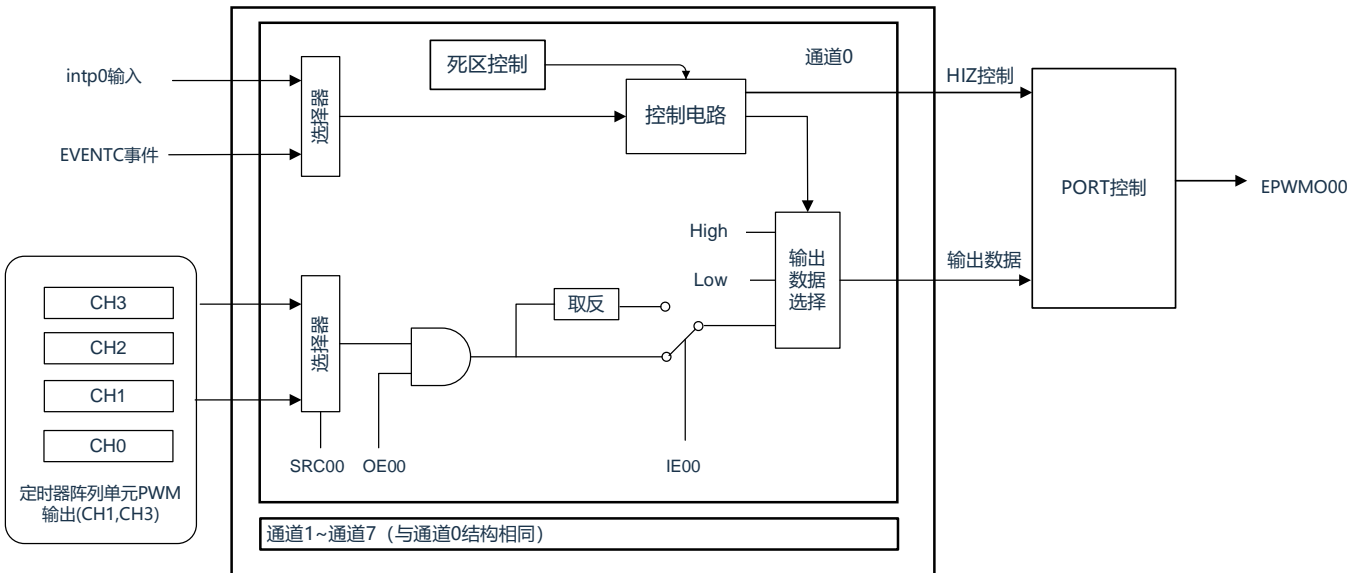 死区控制
通道0
intp0输入
选择器
控制电路
HIZ控制
EVENTC事件
PORT控制
EPWMO00
High
Low
输出
数据
选择
输出数据
CH3
CH2
CH1
CH0
选择器
取反
SRC00
OE00
IE00
定时器阵列单元PWM
输出(CH1,CH3)
通道1~通道7（与通道0结构相同）